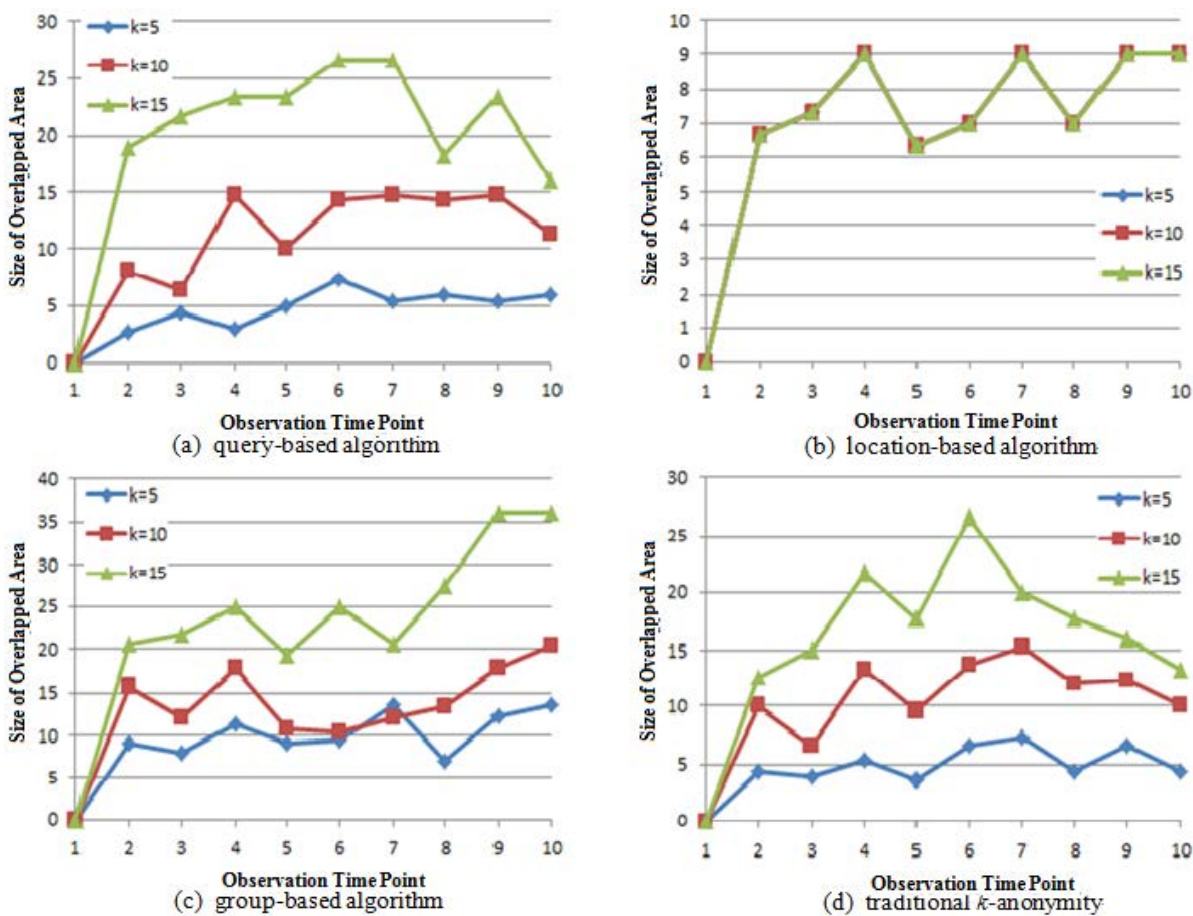 k=5
k=10
k=15
30
25
20
15
10
5
0
Size of Overlapped Area
1 2 3 4 5 6 7 8 9 10
Observation Time Point
(a) query-based algorithm
10
9
8
7
6
5
4
3
2
1
0
Size of Overlapped Area
k=5
k=10
k=15
1 2 3 4 5 6 7 8 9 10
Observation Time Point
(b) location-based algorithm
40
35
30
25
20
15
10
5
0
Size of Overlapped Area
k=5
k=10
k=15
1 2 3 4 5 6 7 8 9 10
Observation Time Point
(c) group-based algorithm
30
25
20
15
10
5
0
Size of Overlapped Area
k=5
k=10
k=15
1 2 3 4 5 6 7 8 9 10
Observation Time Point
(d) traditional k-anonymity